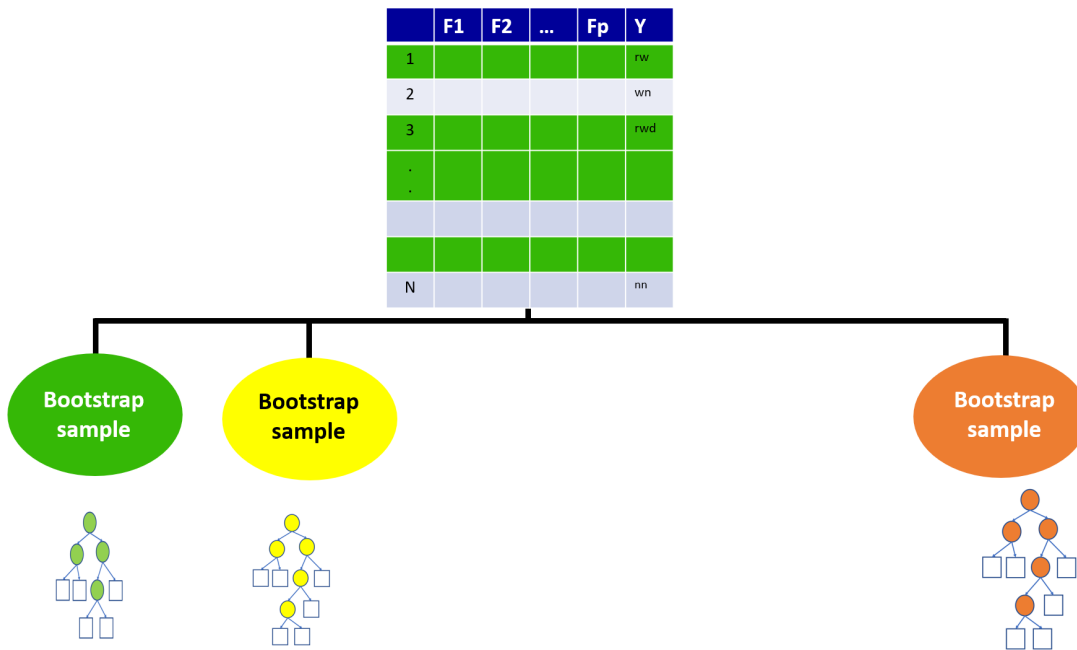 F1 F2 ... Fp Y
1 rw
2 wn
3 rwd
.
.
N nn
Bootstrap
sample
Bootstrap
sample
Bootstrap
sample